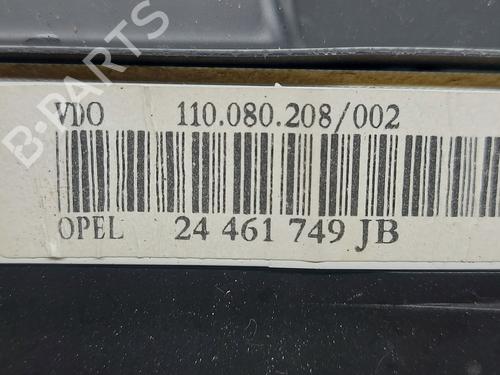 VDO 110.080.208/002
OPEL 24 461 749 JB
B-PARTS